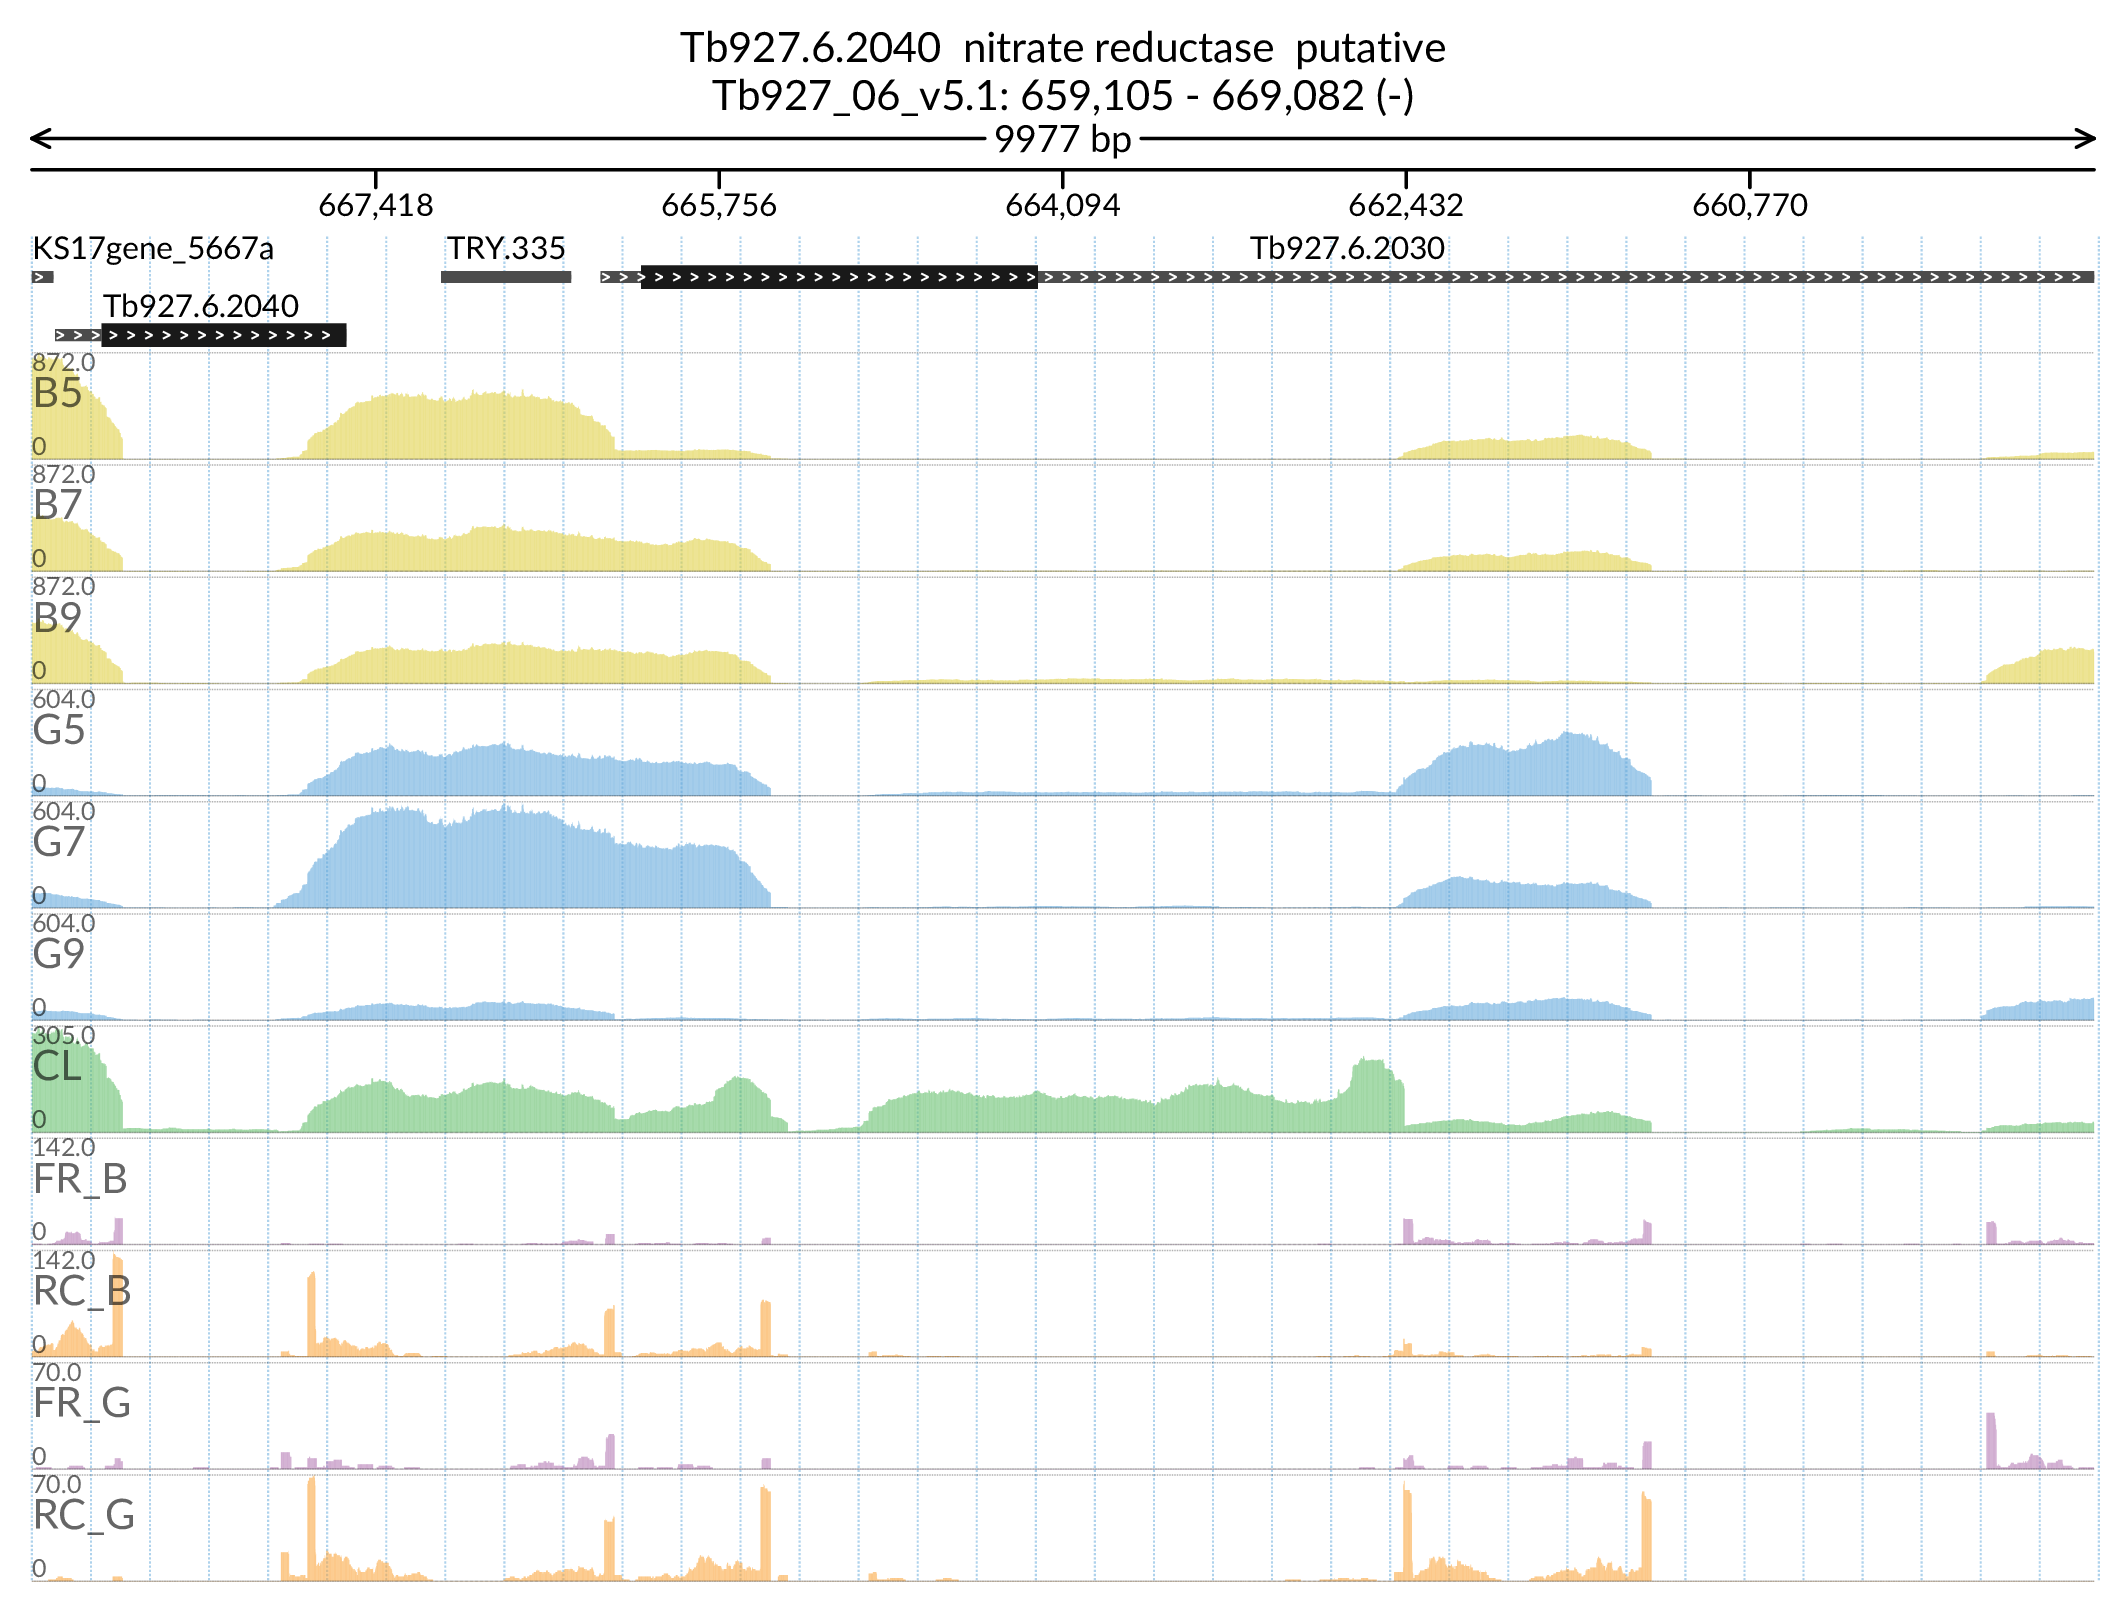 Tb927.6.2040  nitrate reductase  putative
Tb927_06_v5.1: 659,105 - 669,082 (-)
9977 bp
667,418 665,756 664,094 662,432 660,770
KS17gene_5667a TRY.335 Tb927.6.2030
Tb927.6.2040
872.0
B5
0
872.0
B7
0
872.0
B9
0
604.0
G5
0
604.0
G7
0
604.0
G9
0
305.0
CL
0
142.0
FR_B
0
142.0
RC_B
0
70.0
FR_G
0
70.0
RC_G
0